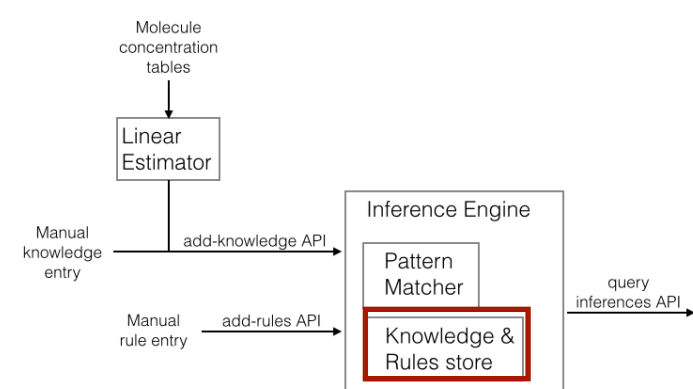 Molecule
concentration
tables
Linear
Estimator
Manual
knowledge
entry
add-knowledge API
Manual
rule entry
add-rules API
Inference Engine
Pattern
Matcher
Knowledge &
Rules store
query
inferences API